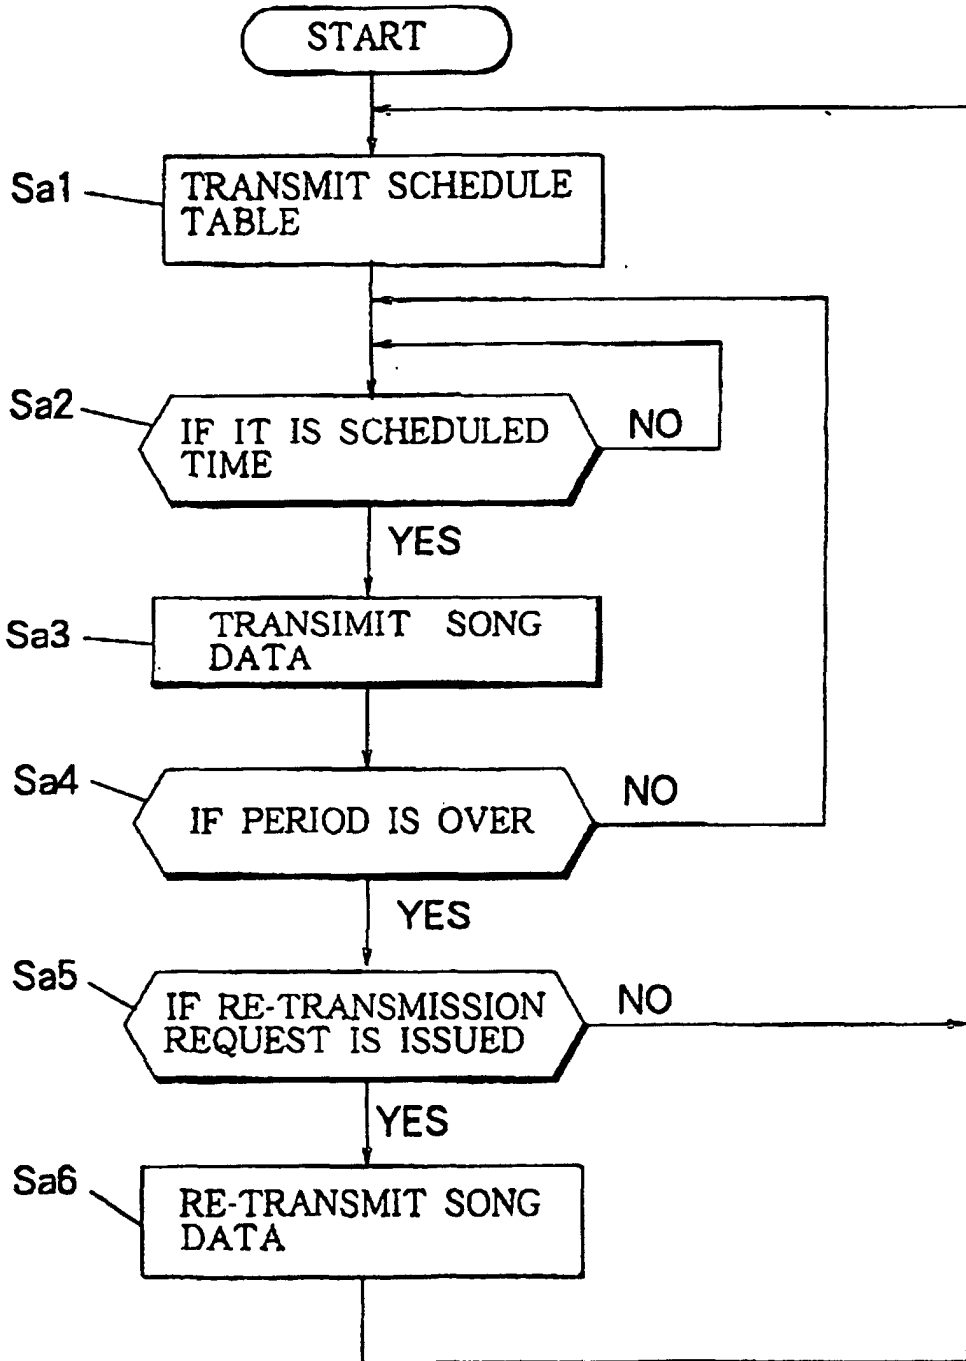 START
Sa1
TRANSMIT SCHEDULE
TABLE
Sa2
IF IT IS SCHEDULED
TIME
NO
YES
Sa3
TRANSIMIT SONG
DATA
Sa4
IF PERIOD IS OVER
NO
YES
Sa5
IF RE-TRANSMISSION
REQUEST IS ISSUED
NO
YES
Sa6
RE-TRANSMIT SONG
DATA